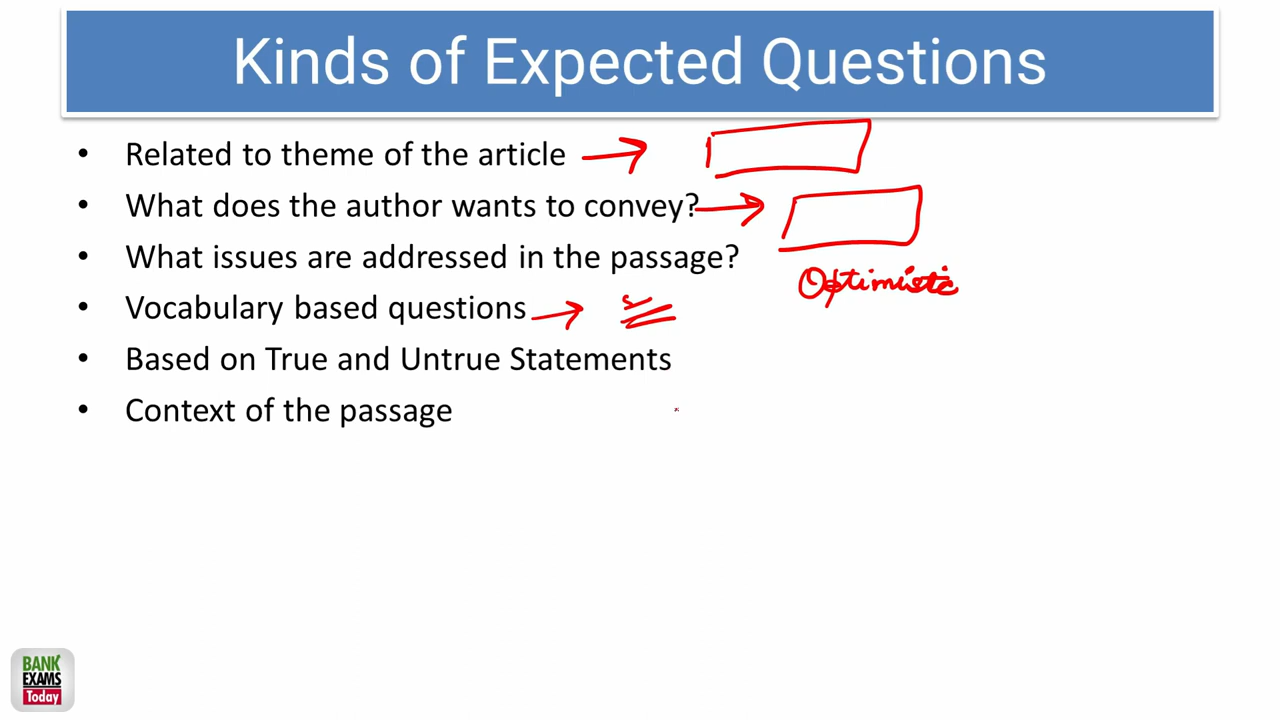 Kinds of Expected Questions
• Related to theme of the article
• What does the author wants to convey?
• What issues are addressed in the passage?
Optimistic
• Vocabulary based questions
• Based on True and Untrue Statements
• Context of the passage
BANK
EXAMS
Today